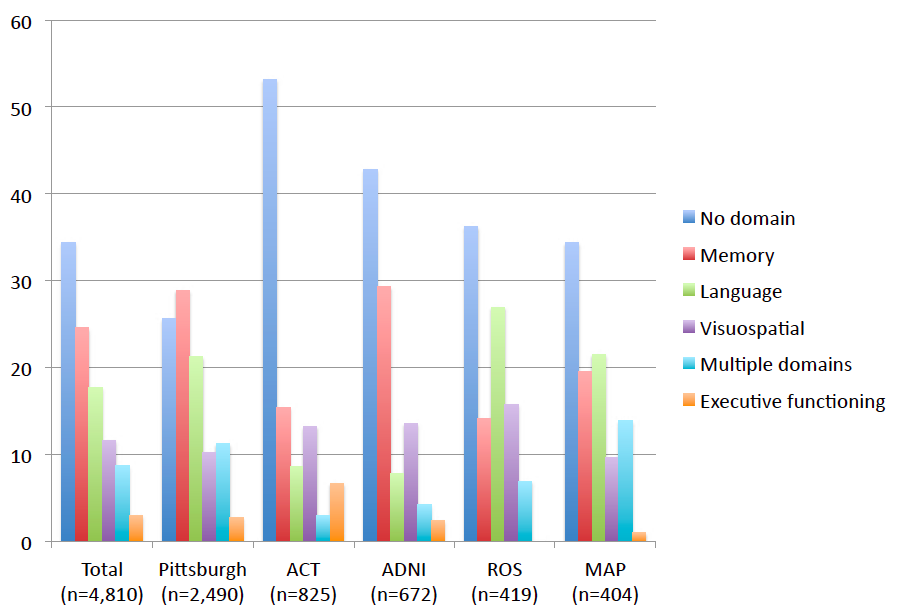 60
50
40
30
20
10
0
Total Pittsburgh ACT ADNI ROS MAP
(n=4,810) (n=2,490) (n=825) (n=672) (n=419) (n=404)
No domain
Memory
Language
Visuospatial
Multiple domains
Executive functioning